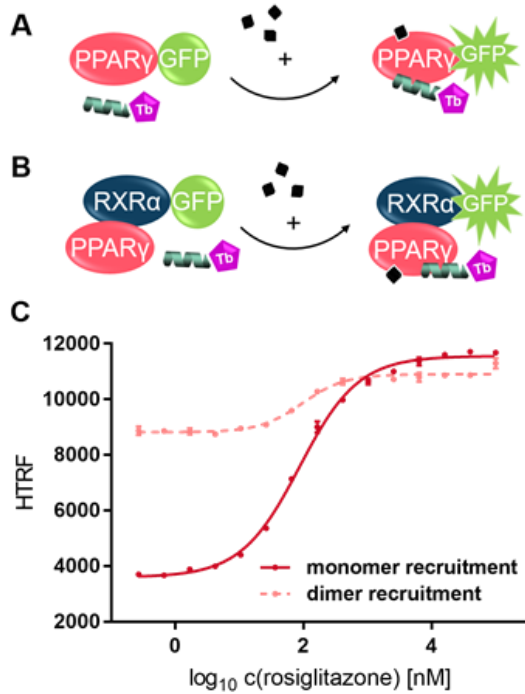 A
PPARγ GFP
+
PPARγ GFP
Tb
Tb
B
RXRα GFP
+
RXRα GFP
PPARγ
Tb
PPARγ
Tb
C
12000
10000
8000
6000
4000
2000
HTRF
monomer recruitment
dimer recruitment
0 2 4
log10 c(rosiglitazone) [nM]